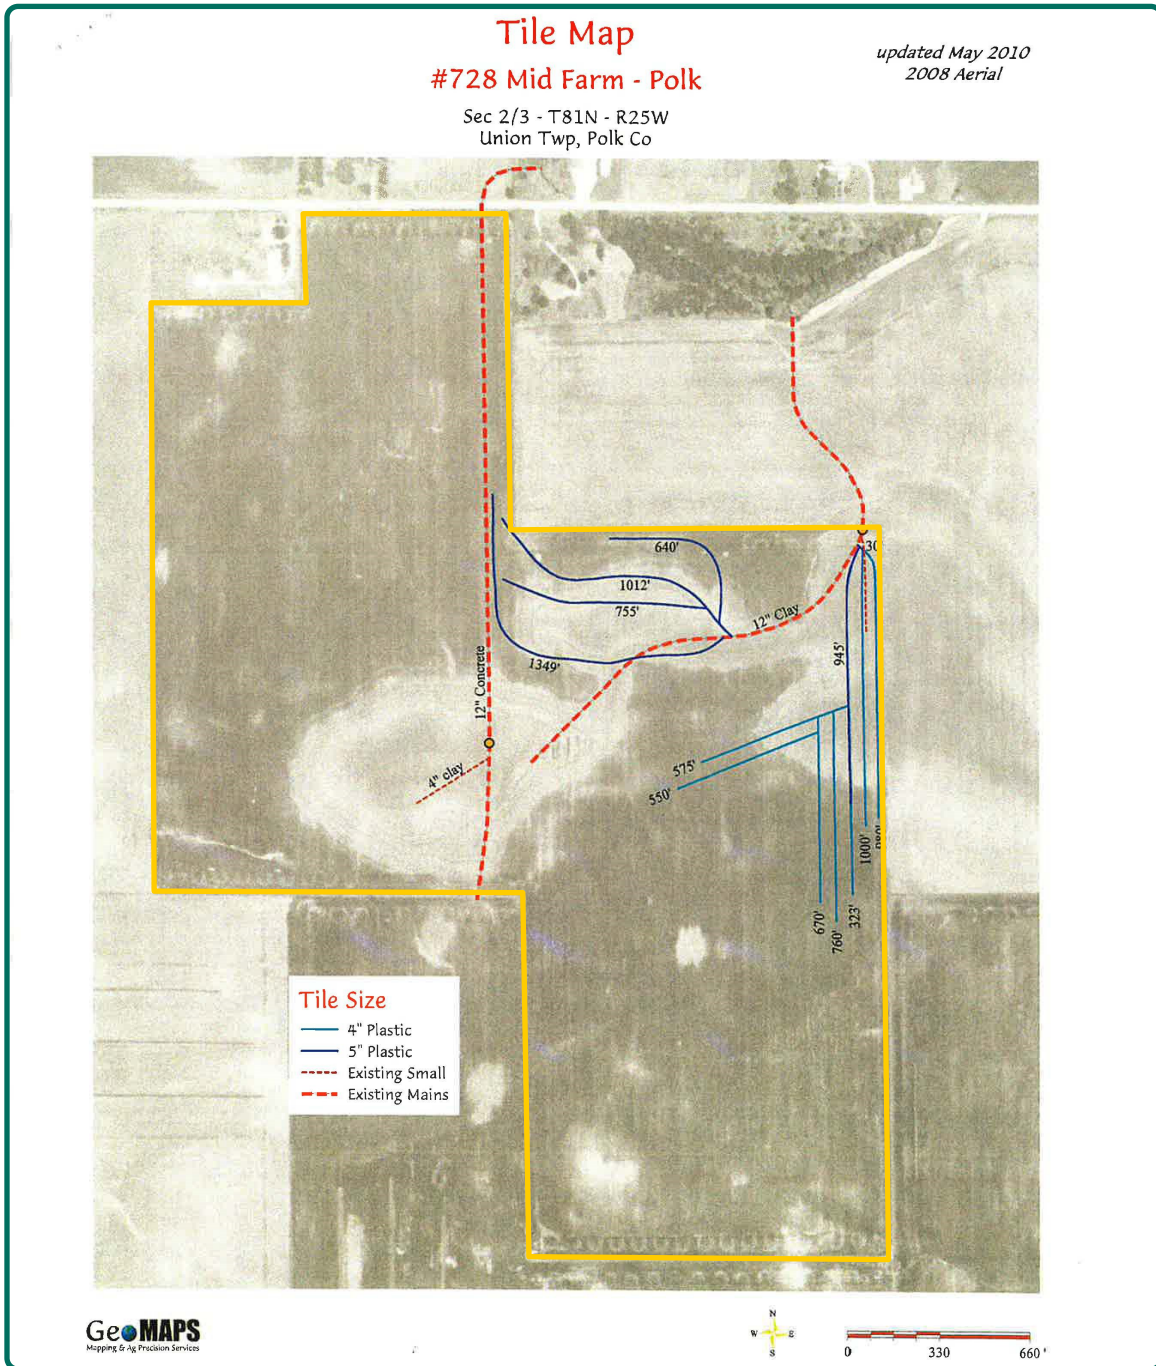 Tile Map
#728 Mid Farm - Polk
updated May 2010
2008 Aerial
Sec 2/3 - T81N - R25W
Union Twp, Polk Co
640'
30
1012'
755'
12" Clay
945'
1349'
12" Concrete
4" clay
575'
550'
1000'
980'
670'
760'
323'
Tile Size
4" Plastic
5" Plastic
Existing Small
Existing Mains
GeoMAPS
Mapping & Ag Precision Services
N
W E
S
0 330 660 '